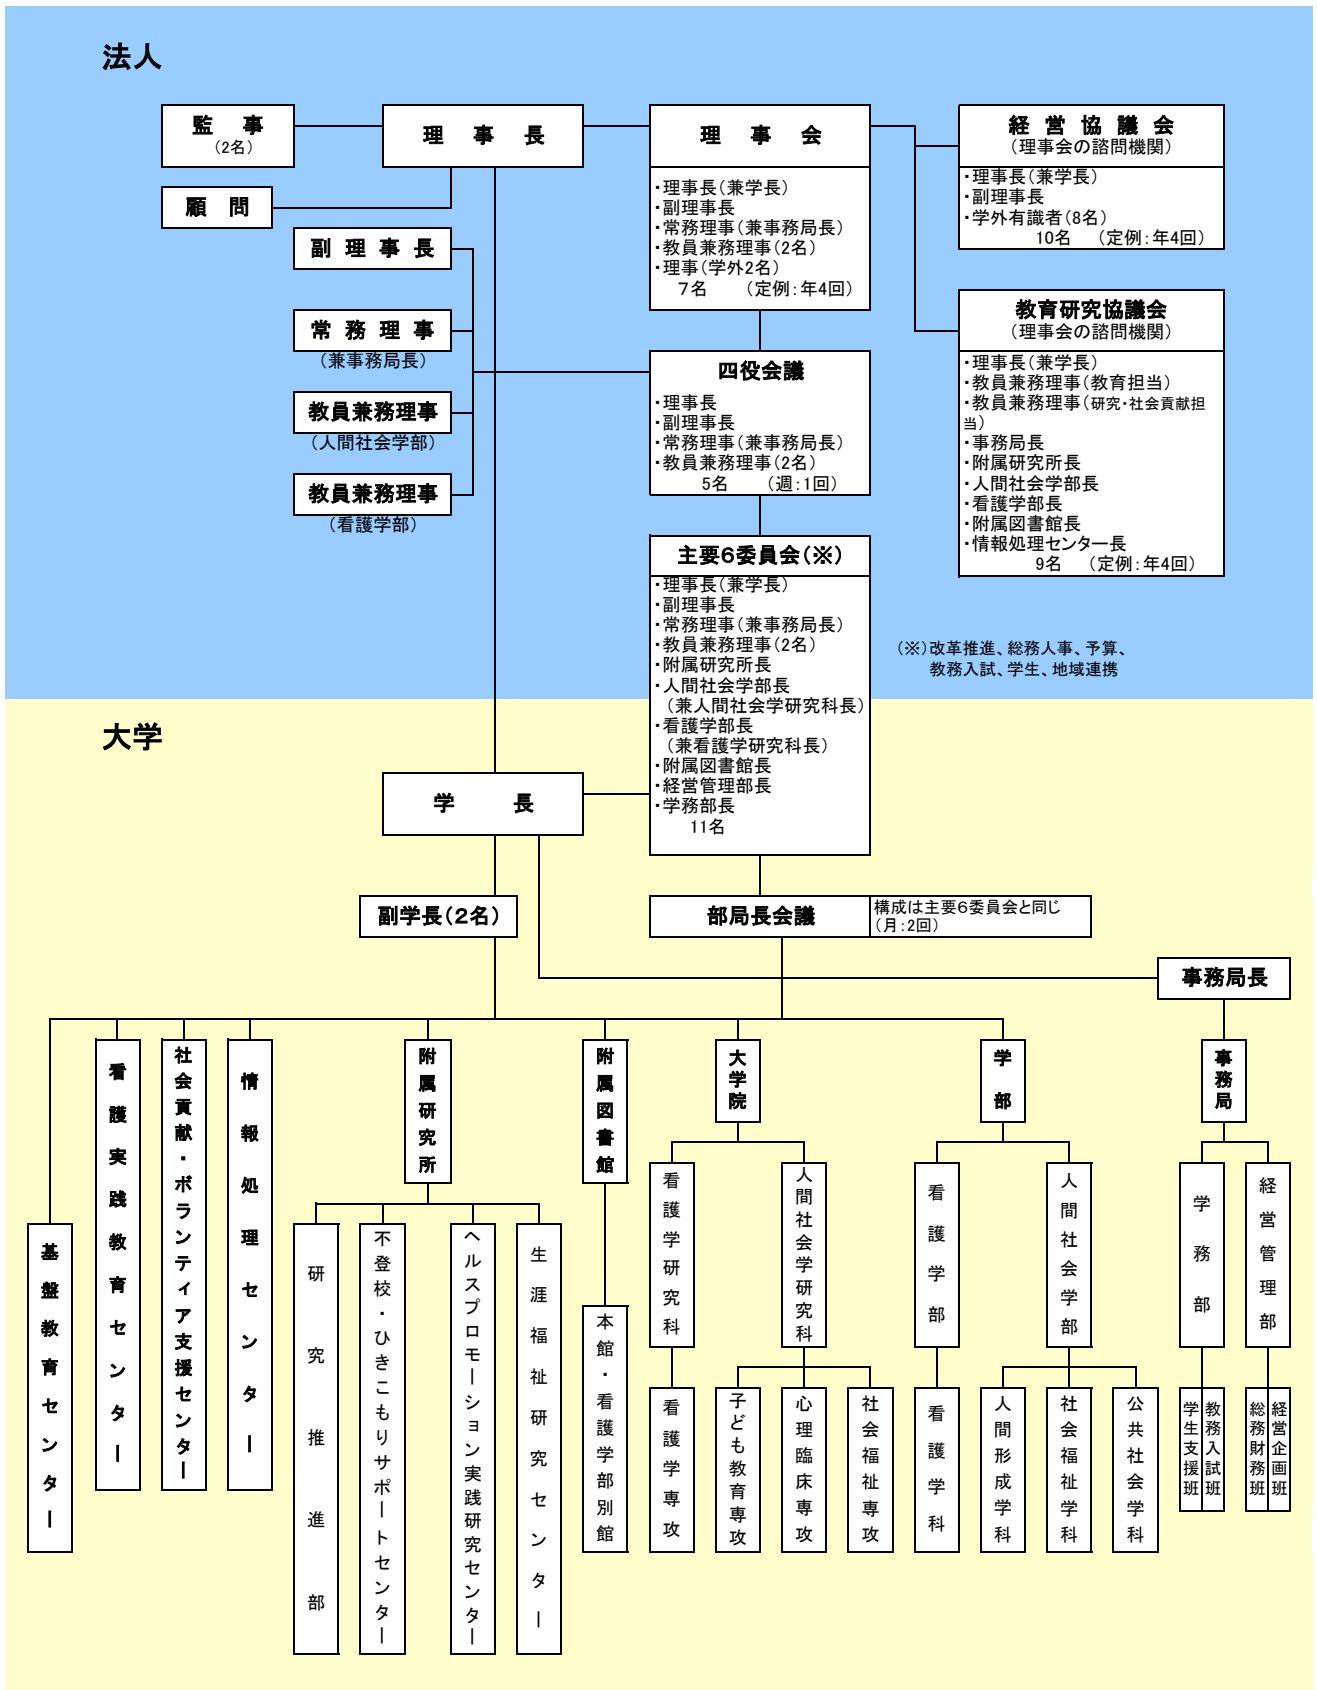 法人
監　事
（2名）
理　事　長
理　事　会
・理事長（兼学長）
・副理事長
・常務理事（兼事務局長）
・教員兼務理事（2名）
・理事（学外2名）
7名　（定例：年4回）
経 営 協 議 会
（理事会の諮問機関）
・理事長（兼学長）
・副理事長
・学外有識者（8名）
10名　（定例：年4回）
顧　問
副 理 事 長
常 務 理 事
（兼事務局長）
教員兼務理事
（人間社会学部）
教員兼務理事
（看護学部）
四役会議
・理事長
・副理事長
・常務理事（兼事務局長）
・教員兼務理事（2名）
5名　（週：1回）
教育研究協議会
（理事会の諮問機関）
・理事長（兼学長）
・教員兼務理事（教育担当）
・教員兼務理事（研究・社会貢献担
当）
・事務局長
・附属研究所長
・人間社会学部長
・看護学部長
・附属図書館長
・情報処理センター長
9名　（定例：年4回）
主要6委員会（※）
・理事長（兼学長）
・副理事長
・常務理事（兼事務局長）
・教員兼務理事（2名）
・附属研究所長
・人間社会学部長
（兼人間社会学研究科長）
・看護学部長
（兼看護学研究科長）
・附属図書館長
・経営管理部長
・学務部長
11名
（※）改革推進、総務人事、予算、
教務入試、学生、地域連携
大学
学　長
副学長（2名）
部局長会議
構成は主要6委員会と同じ
（月：2回）
事務局長
基盤教育センター
看護実践教育センター
社会貢献・ボランティア支援センター
情報処理センター
附属研究所
研究推進部
不登校・ひきこもりサポートセンター
ヘルスプロモーション実践研究センター
生涯福祉研究センター
附属図書館
本館・看護学部別館
大学院
看護学研究科
看護学専攻
人間社会学研究科
子ども教育専攻
心理臨床専攻
社会福祉専攻
学部
看護学部
看護学科
人間社会学部
人間形成学科
社会福祉学科
公共社会学科
事務局
学務部
学生支援班
教務入試班
経営管理部
総務財務班
経営企画班